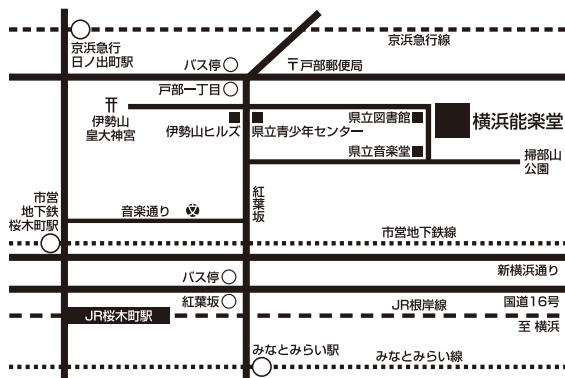 京浜急行
日ノ出町駅
京浜急行線
バス停
〒戸部郵便局
戸部一丁目
伊勢山
皇大神宮
伊勢山ヒルズ
県立青少年センター
県立図書館
横浜能楽堂
県立音楽堂
掃部山
公園
市営
地下鉄
桜木町駅
音楽通り
紅葉坂
市営地下鉄線
新横浜通り
バス停
紅葉坂
JR根岸線
国道16号
JR桜木町駅
至 横浜
みなとみらい駅
みなとみらい線